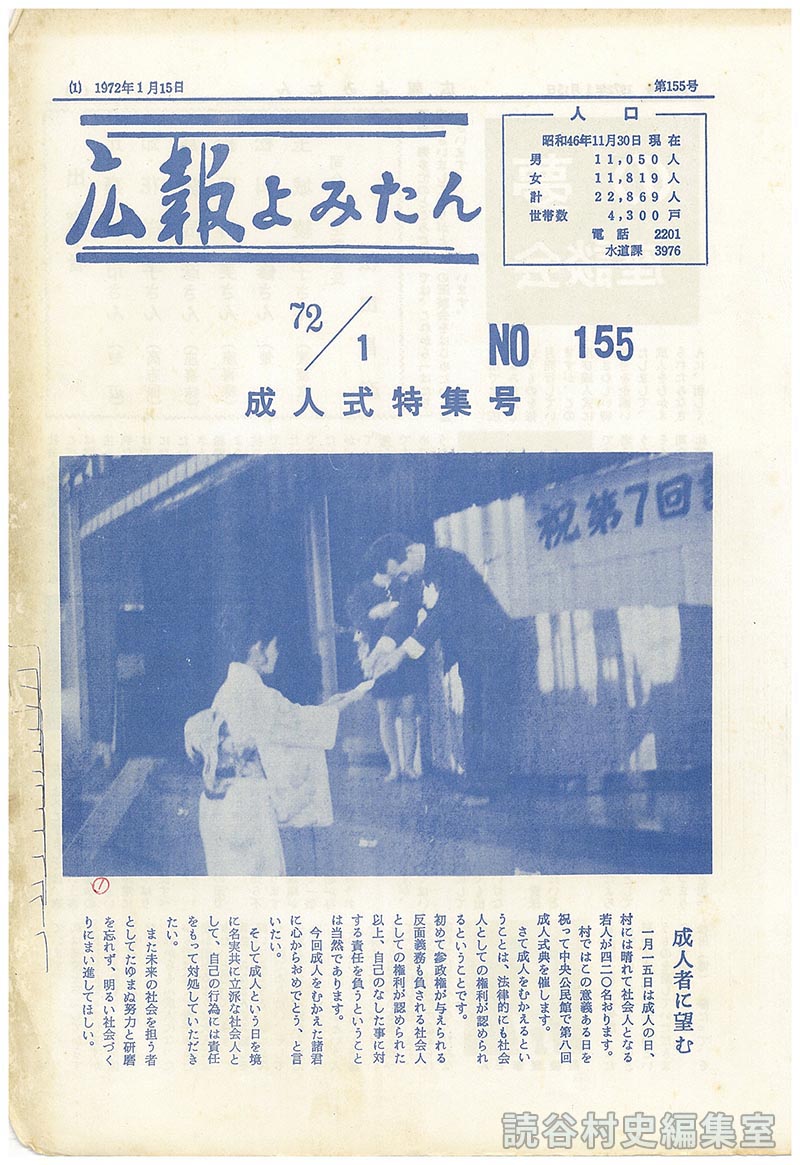 (1) 1972年1月15日
第155号
広報よみたん
人口
昭和46年11月30日 現在
男 11,050人
女 11,819人
計 22,869人
世帯数 4,300戸
電話 2201
水道課 3976
72/1 NO 155
成人式特集号
祝第7回
1
成人者に望む
一月一五日は成人の日、
村には晴れて社会人となる
若人が四二〇名おります。
村ではこの意義ある日を
祝って中央公民館で第八回
成人式典を催します。
さて成人をむかえるとい
うことは、法律的にも社会
人としての権利が認められ
るということです。
初めて参政権が与えられる
反面義務も負される社会人
としての権利が認められた
以上、自己のなした事に対
する責任を負うということ
は当然であります。
今回成人をむかえた諸君
に心からおめでとう、と言
いたい。
そして成人という日を境
に名実共に立派な社会人と
して、自己の行為には責任
をもって対処していただき
たい。
また未来の社会を担う者
としてたゆまぬ努力と研磨
を忘れず、明るい社会づく
りにまい進してほしい。
読谷村史編集室